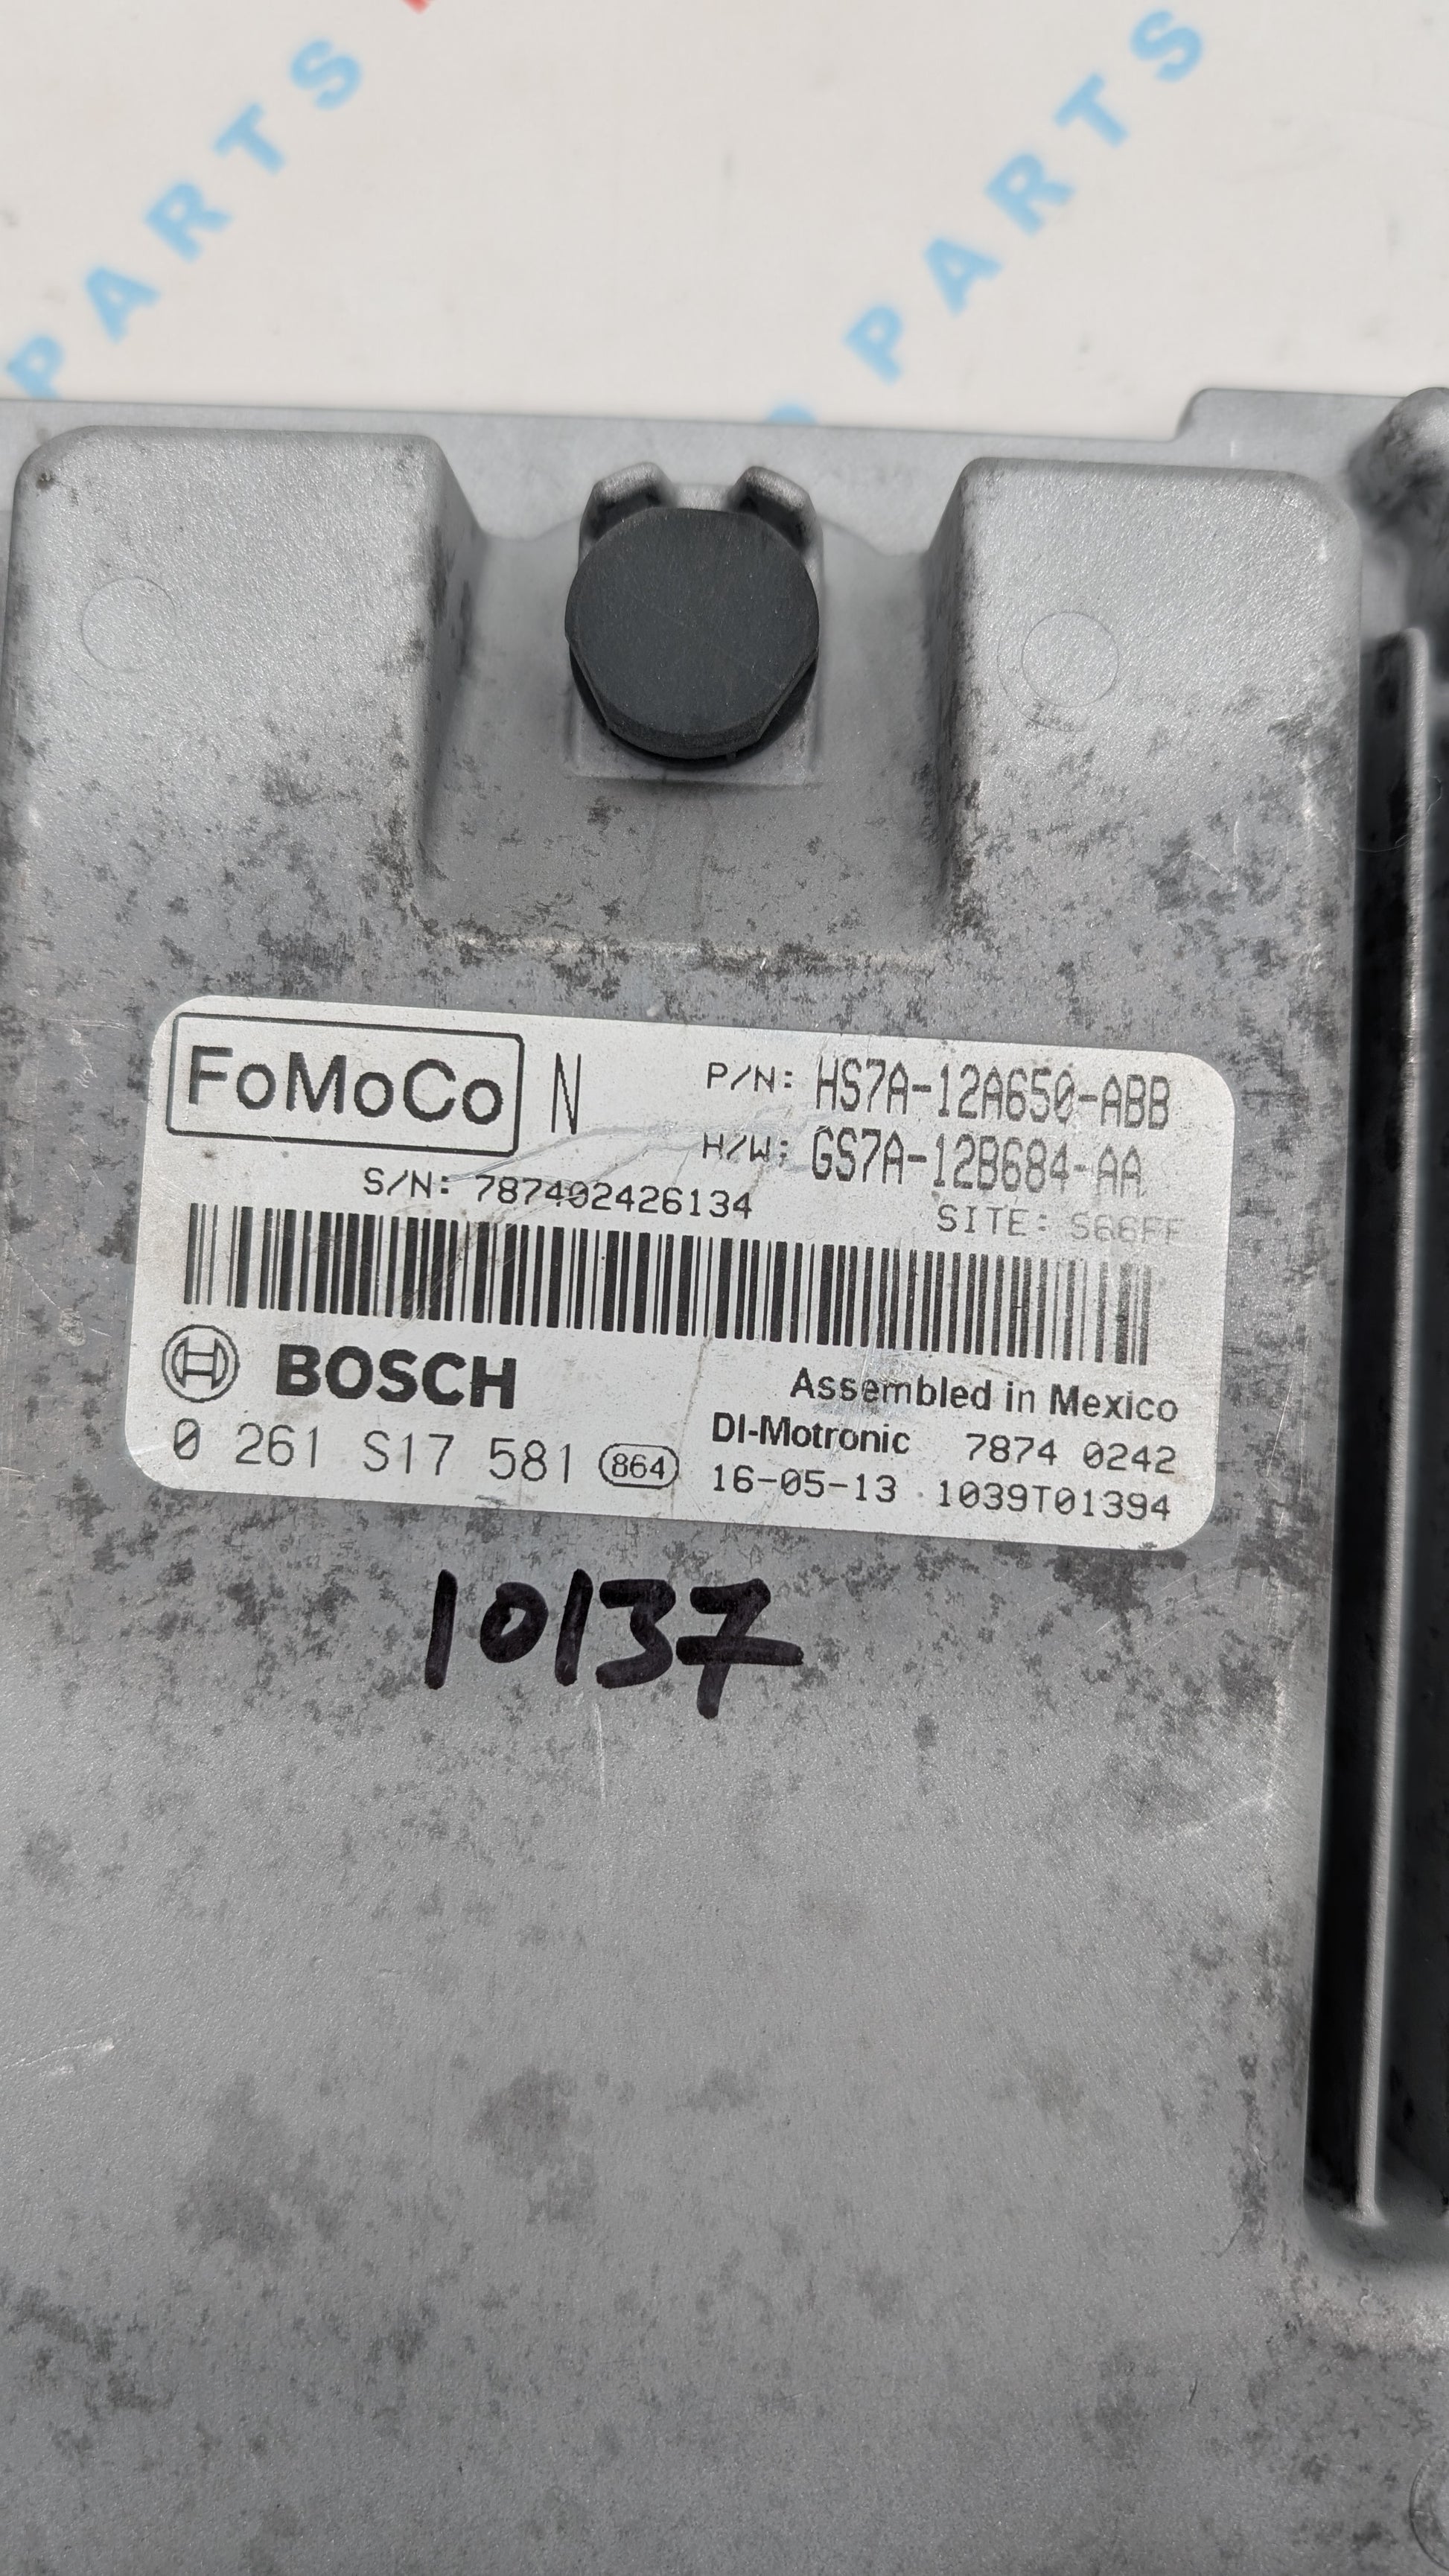 PARTS
PARTS
FoMoCo N P/N: HS7A-12A650-ABB
H/W: GS7A-12B684-AA
S/N: 787402426134
SITE:
BOSCH
Assembled in Mexico
DI-Motronic 7874 0242
0 261 S17 581 864
16-05-13 1039T01394
10137